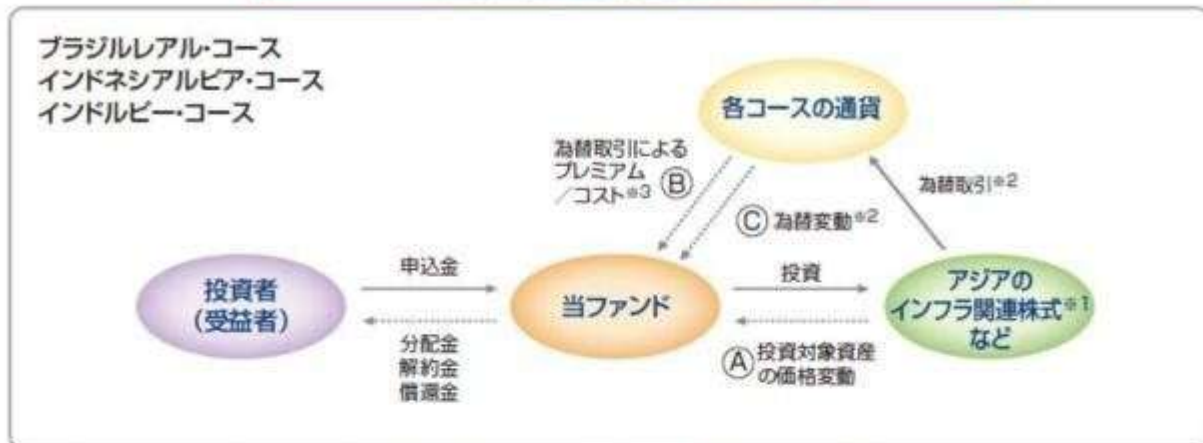 ブラジルレアル・コース
インドネシアルピア・コース
インドルピー・コース
各コースの通貨
為替取引による
プレミアム
／コスト※3 Ⓑ
Ⓒ 為替変動※2
為替取引※2
投資者
（受益者）
申込金
分配金
解約金
償還金
当ファンド
投資
Ⓐ 投資対象資産
の価格変動
アジアの
インフラ関連株式※1
など